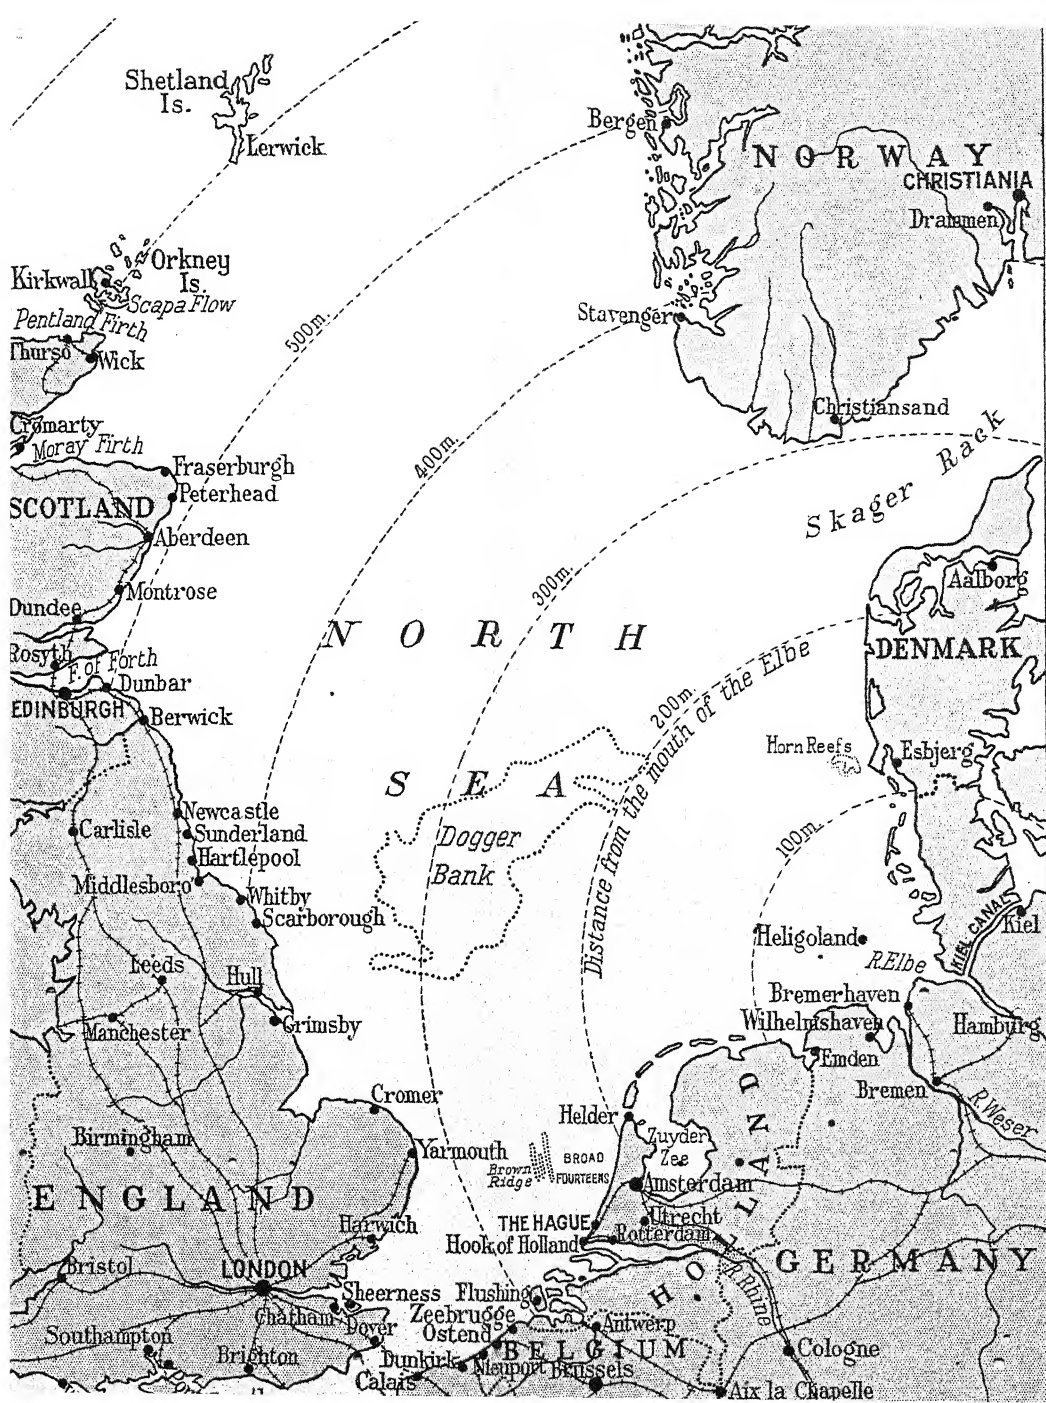 Shetland
Is.
Lerwick
Bergen
NORWAY
CHRISTIANIA
Drammen
Orkney
Is.
Kirkwall
Scapa Flow
Pentland Firth
Thurso
Wick
Stavenger
500m.
Christiansand
Cromarty
Moray Firth
400m.
Skager Rack
Fraserburgh
Peterhead
SCOTLAND
Aberdeen
300m.
Aalborg
Montrose
Dundee
NORTH
DENMARK
Rosyth
F. of Forth
Dunbar
EDINBURGH
Berwick
200m.
Distance from the mouth of the Elbe
Horn Reefs
Esbjerg
SEA
Newcastle
Carlisle
Sunderland
Dogger
Bank
100m.
Hartlepool
Middlesboro
Whitby
Scarborough
KIEL CANAL
Kiel
Heligoland
R.Elbe
Leeds
Hull
Bremerhaven
Manchester
Grimsby
Wilhelmshaven
Hamburg
Emden
Bremen
R.Weser
Cromer
Helder
Zuyder
Zee
Birmingham
Yarmouth
Brown
Ridge
BROAD
FOURTEENS
Amsterdam
ENGLAND
Harwich
THE HAGUE
Utrecht
Hook of Holland
Rotterdam
HOLLAND
GERMANY
R.Rhine
Bristol
LONDON
Sheerness
Flushing
Chatham
Zeebrugge
Dover
Ostend
Antwerp
Southampton
Brighton
BELGIUM
Cologne
Dunkirk
Nieuport
Brussels
Calais
Aix la Chapelle